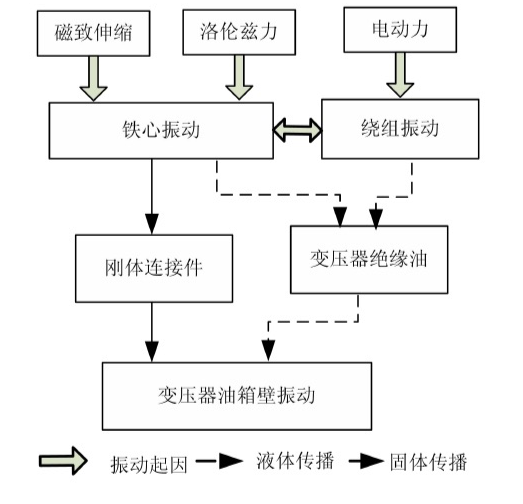 磁致伸缩
洛伦兹力
电动力
铁心振动
绕组振动
刚体连接件
变压器绝缘油
变压器油箱壁振动
振动起因
液体传播
固体传播